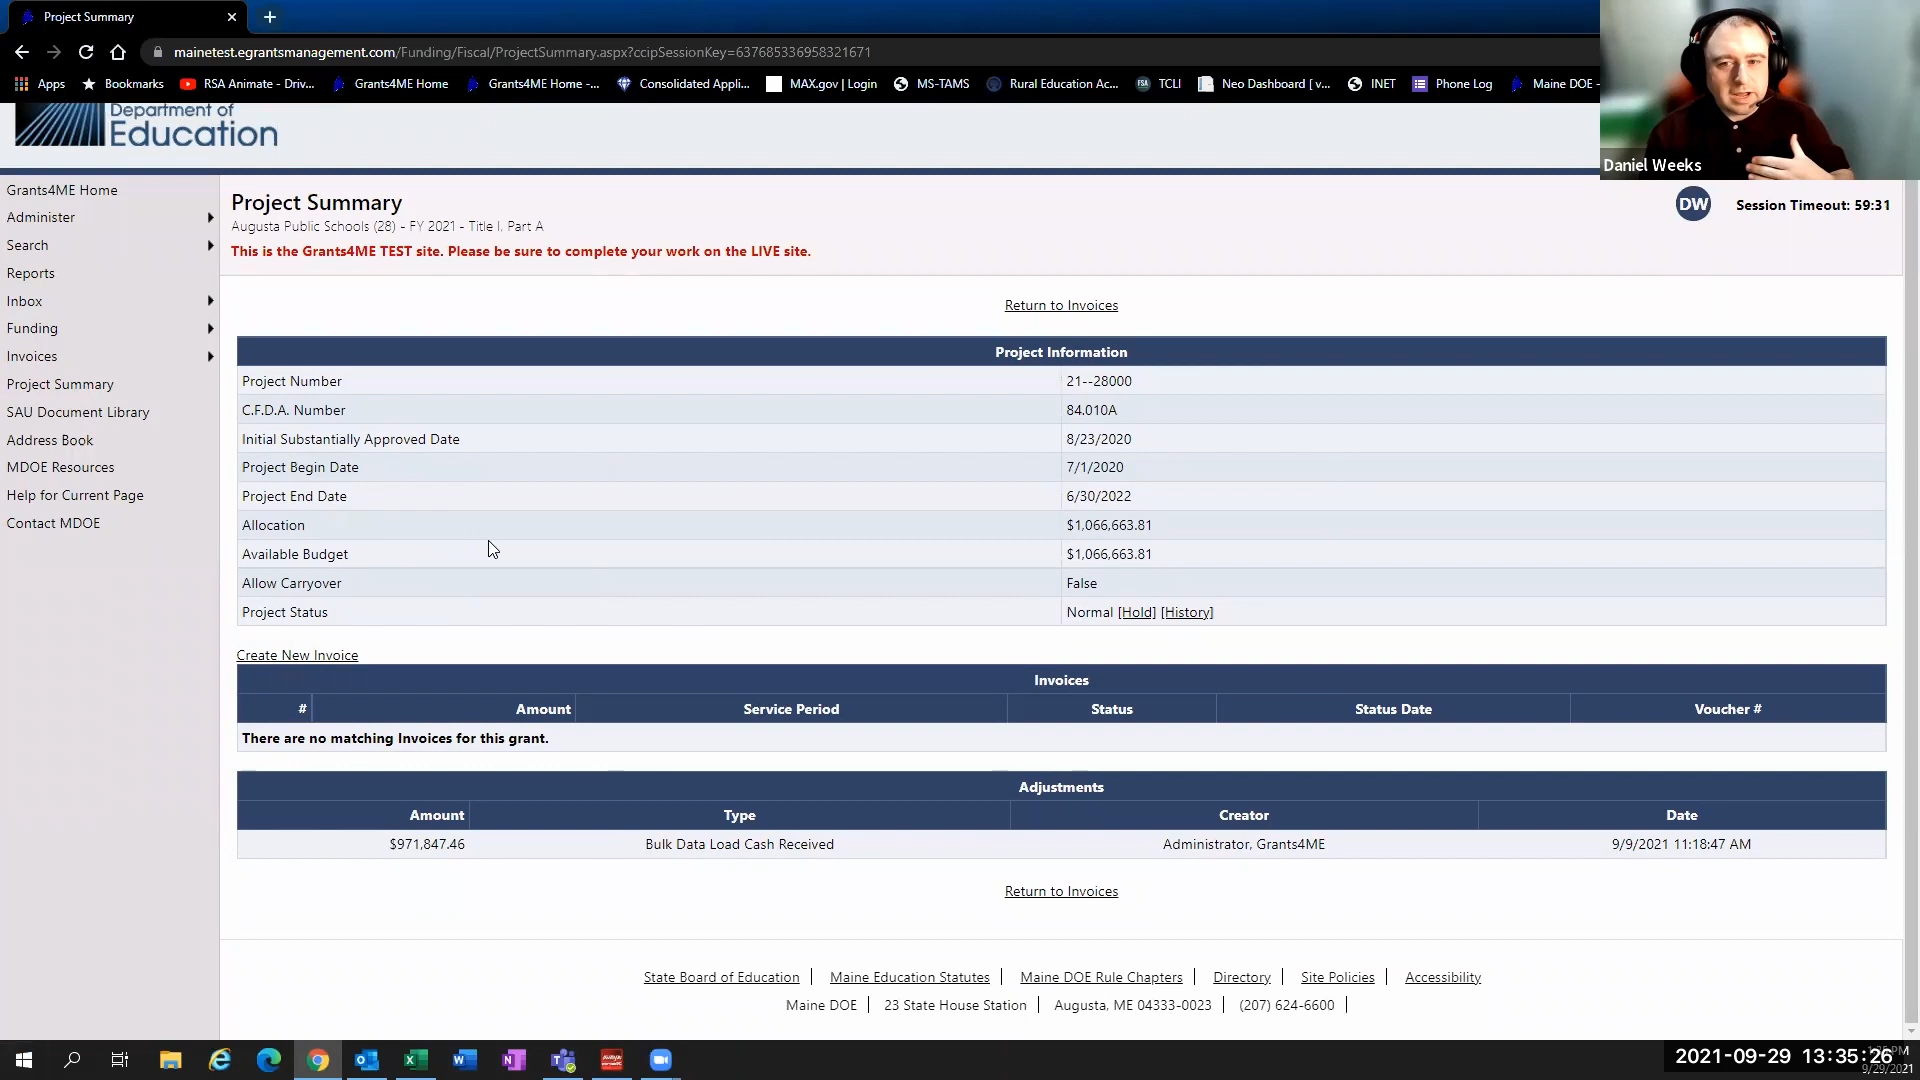 Project Summary
mainetest.egrantsmanagement.com/Funding/Fiscal/ProjectSummary.aspx?ccipSessionKey=637685336958321671
Apps Bookmarks RSA Animate - Driv... Grants4ME Home Grants4ME Home -... Consolidated Appli... MAX.gov | Login MS-TAMS Rural Education Ac... FSA TCLI Neo Dashboard [ v... INET Phone Log Maine DOE -
Daniel Weeks
Department of
Education
Grants4ME Home
Administer
Search
Reports
Inbox
Funding
Invoices
Project Summary
SAU Document Library
Address Book
MDOE Resources
Help for Current Page
Contact MDOE
Project Summary
DW Session Timeout: 59:31
Augusta Public Schools (28) - FY 2021 - Title I, Part A
This is the Grants4ME TEST site. Please be sure to complete your work on the LIVE site.
Return to Invoices
Project Information
Project Number 21--28000
C.F.D.A. Number 84.010A
Initial Substantially Approved Date 8/23/2020
Project Begin Date 7/1/2020
Project End Date 6/30/2022
Allocation $1,066,663.81
Available Budget $1,066,663.81
Allow Carryover False
Project Status Normal [Hold] [History]
Create New Invoice
Invoices
# Amount Service Period Status Status Date Voucher #
There are no matching Invoices for this grant.
Adjustments
Amount Type Creator Date
$971,847.46 Bulk Data Load Cash Received Administrator, Grants4ME 9/9/2021 11:18:47 AM
Return to Invoices
State Board of Education | Maine Education Statutes | Maine DOE Rule Chapters | Directory | Site Policies | Accessibility
Maine DOE | 23 State House Station | Augusta, ME 04333-0023 | (207) 624-6600 |
2021-09-29 13:35:26
9/29/2021